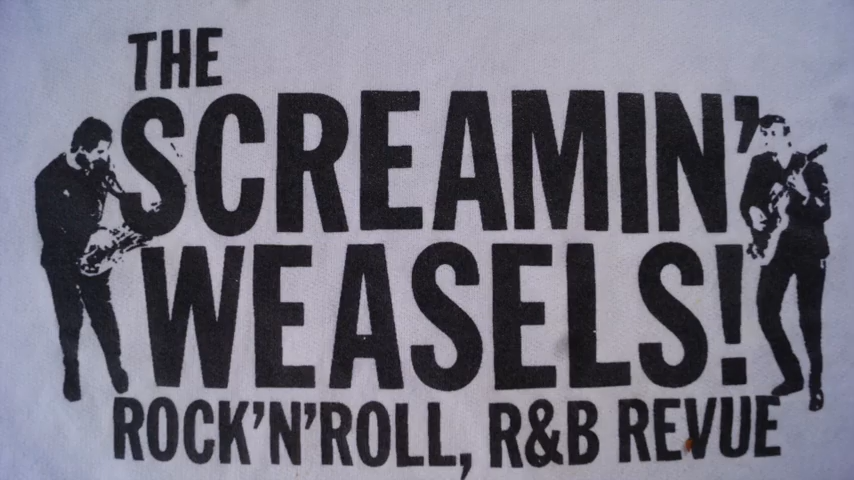 THE
SCREAMIN'
WEASELS!
ROCK'N'ROLL, R&B REVUE